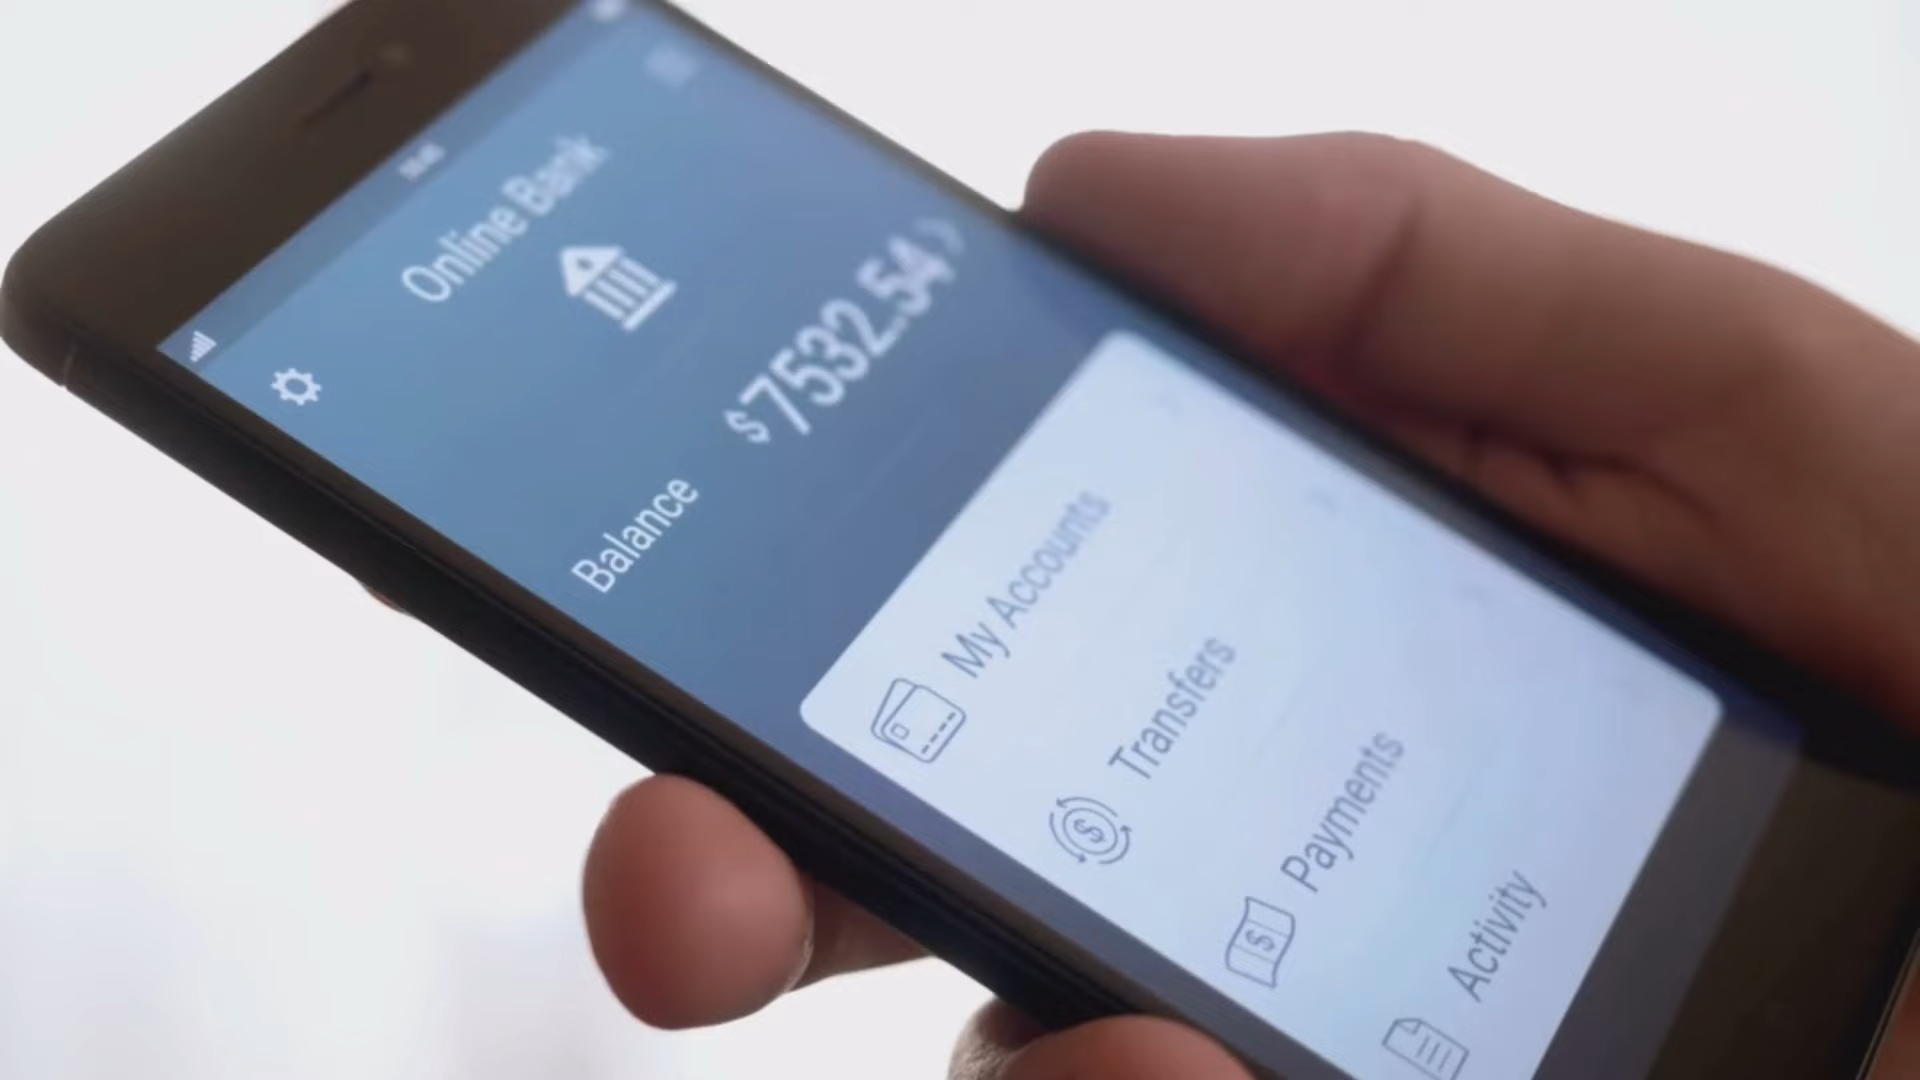 Online Bank
Balance
$7532.54
My Accounts
Transfers
Payments
Activity